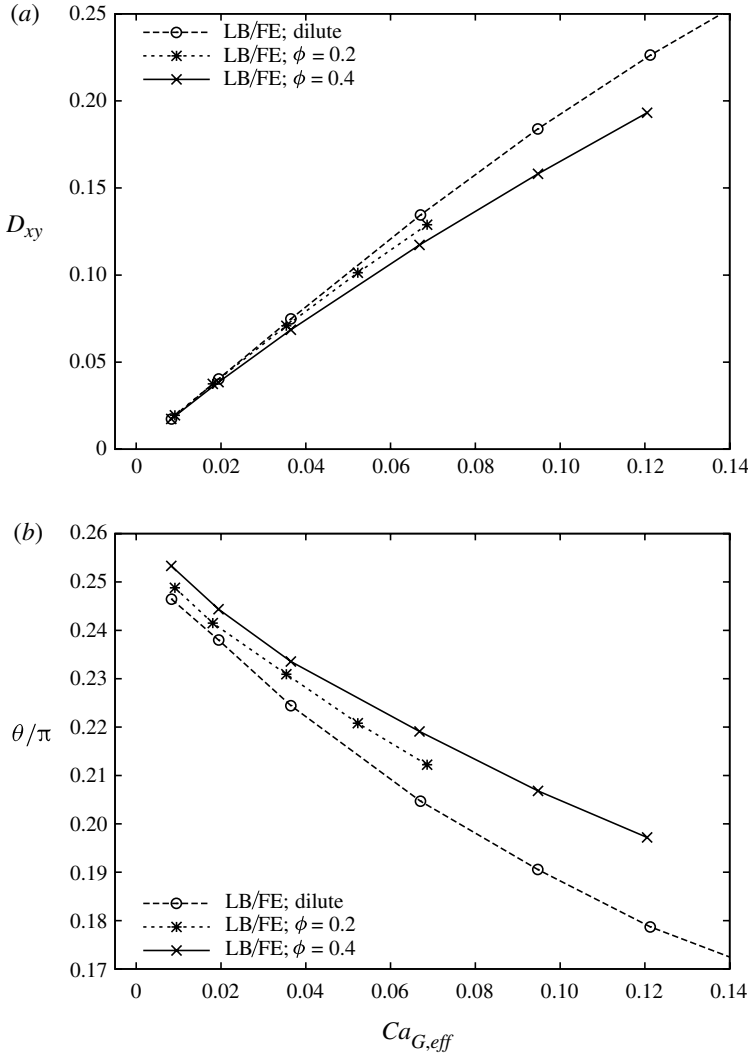 (a)
0.25
0.20
0.15
0.10
0.05
0
D_{xy}
LB/FE; dilute
LB/FE; ϕ = 0.2
LB/FE; ϕ = 0.4
0 0.02 0.04 0.06 0.08 0.10 0.12 0.14
(b)
0.26
0.25
0.24
0.23
0.22
0.21
0.20
0.19
0.18
0.17
θ/π
LB/FE; dilute
LB/FE; ϕ = 0.2
LB/FE; ϕ = 0.4
0 0.02 0.04 0.06 0.08 0.10 0.12 0.14
Ca_{G,eff}